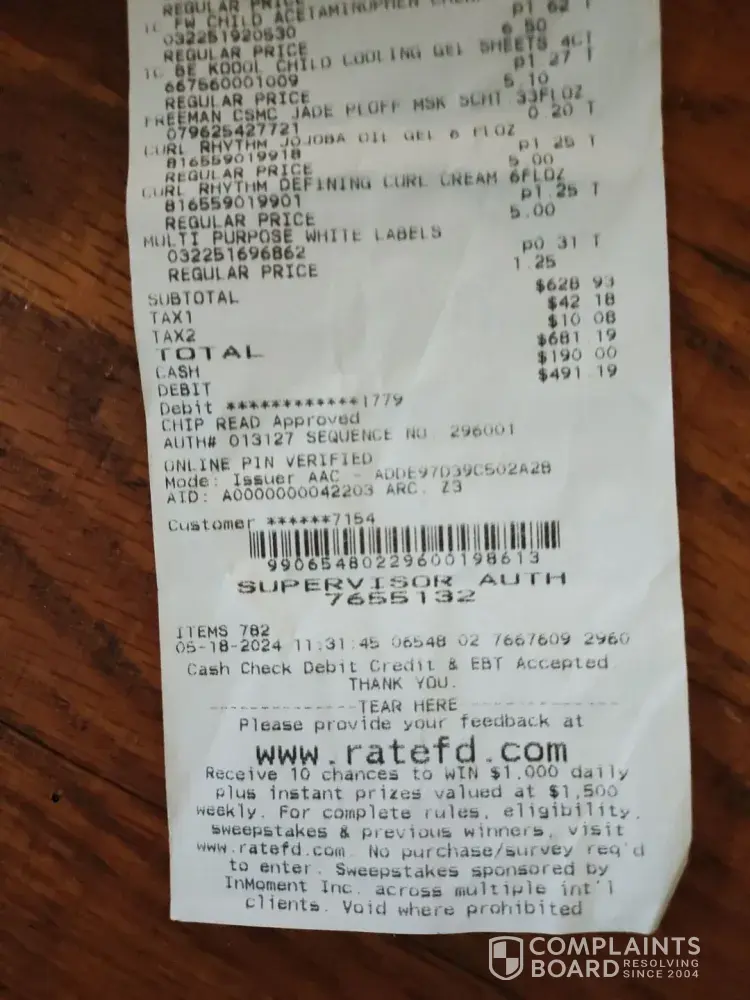 REGULAR PRICE
FW CHILD ACETAMINOPHEN p1 62 T
032251920530 6 50
REGULAR PRICE
BE KOOOL CHILD COOLING GEL SHEETS 4CT
667560001009 p1 27 T
REGULAR PRICE 5.10
FREEMAN CSMC JADE PLOFF MSK SCHT 33FLOZ
079625427721 0 20 T
CURL RHYTHM JOJOBA OIL GEL 6 FLOZ
816559019918 p1 25 T
REGULAR PRICE 5.00
CURL RHYTHM DEFINING CURL CREAM 6FLOZ
816559019901 p1.25 T
REGULAR PRICE 5.00
MULTI PURPOSE WHITE LABELS
032251696862 p0 31 T
REGULAR PRICE 1.25
SUBTOTAL $628 93
TAX1 $42 18
TAX2 $10 08
TOTAL $681 19
CASH $190 00
DEBIT $491 19
Debit ************1779
CHIP READ Approved
AUTH# 013127 SEQUENCE NO. 296001
ONLINE PIN VERIFIED
Mode: Issuer AAC - ADDE97D39C502A2B
AID: A0000000042203 ARC. Z3
Customer ******7154
99065480229600198613
SUPERVISOR AUTH
7655132
ITEMS 782
05-18-2024 11:31:45 06548 02 7667609 2960
Cash Check Debit Credit & EBT Accepted
THANK YOU.
TEAR HERE
Please provide your feedback at
www.ratefd.com
Receive 10 chances to WIN $1,000 daily
plus instant prizes valued at $1,500
weekly. For complete rules, eligibility,
sweepstakes & previous winners, visit
www.ratefd.com. No purchase/survey req'd
to enter. Sweepstakes sponsored by
InMoment Inc. across multiple int'l
clients. Void where prohibited
COMPLAINTS
BOARD RESOLVING SINCE 2004